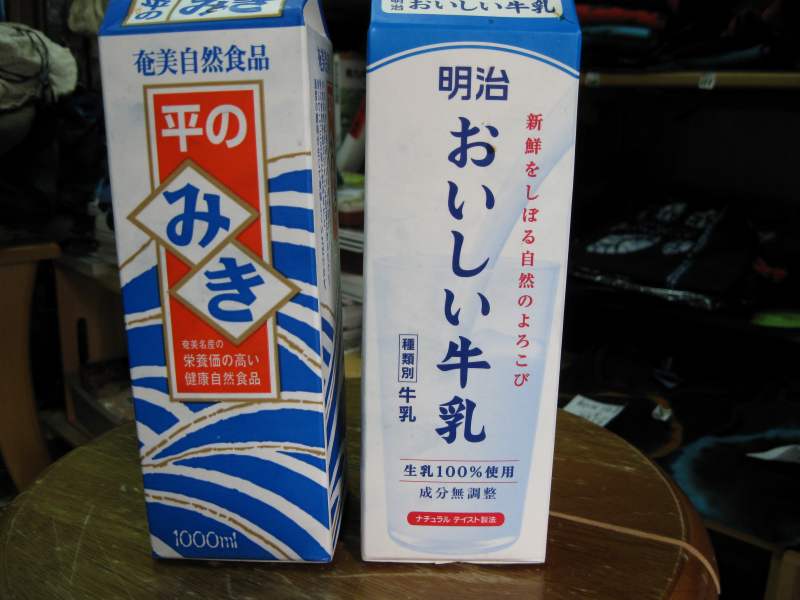 平の
みき
奄美自然食品
平の
み
き
奄美名産の
栄養価の高い
健康自然食品
1000ml
明治 おいしい牛乳
明治
おいしい牛乳
新鮮をしぼる自然のよろこび
種類別 牛乳
生乳100%使用
成分無調整
ナチュラル テイスト製法